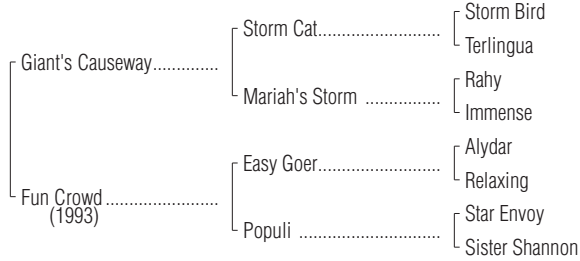 Storm Bird
Storm Cat........................
Terlingua
Giant's Causeway.............
Rahy
Mariah's Storm ...............
Immense
Alydar
Easy Goer........................
Relaxing
Fun Crowd ......................
(1993)
Star Envoy
Populi ............................
Sister Shannon